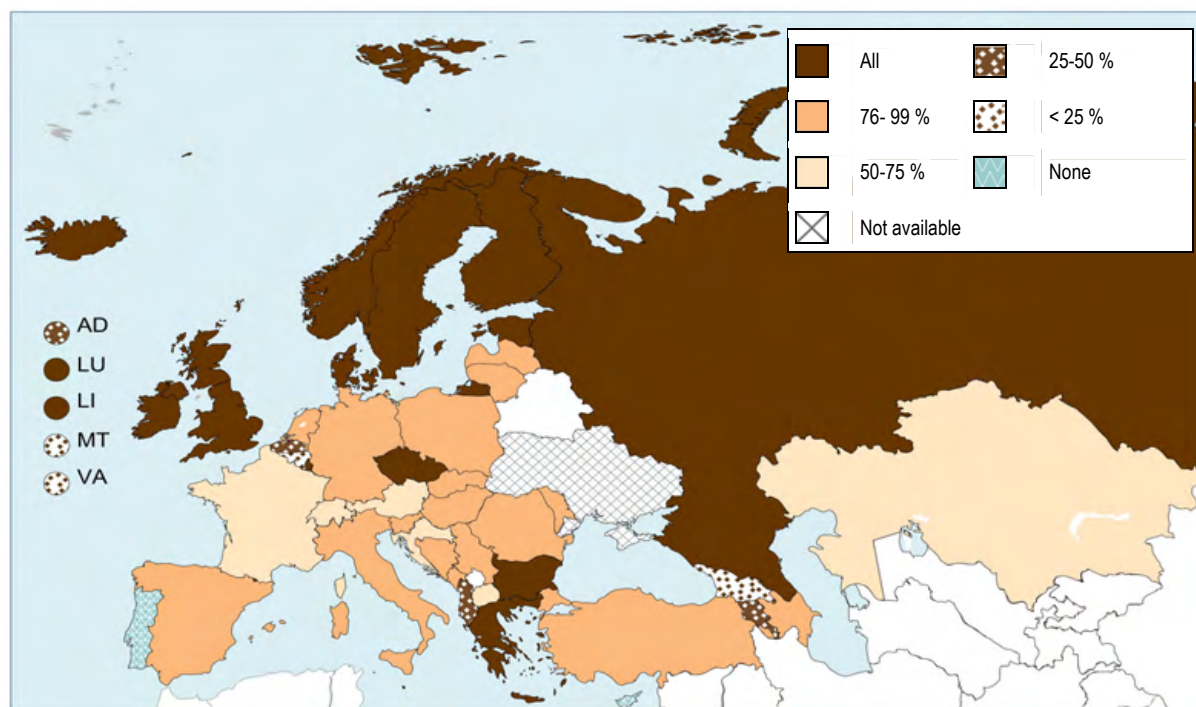 All
25-50 %
76- 99 %
< 25 %
50-75 %
None
Not available
AD
LU
LI
MT
VA